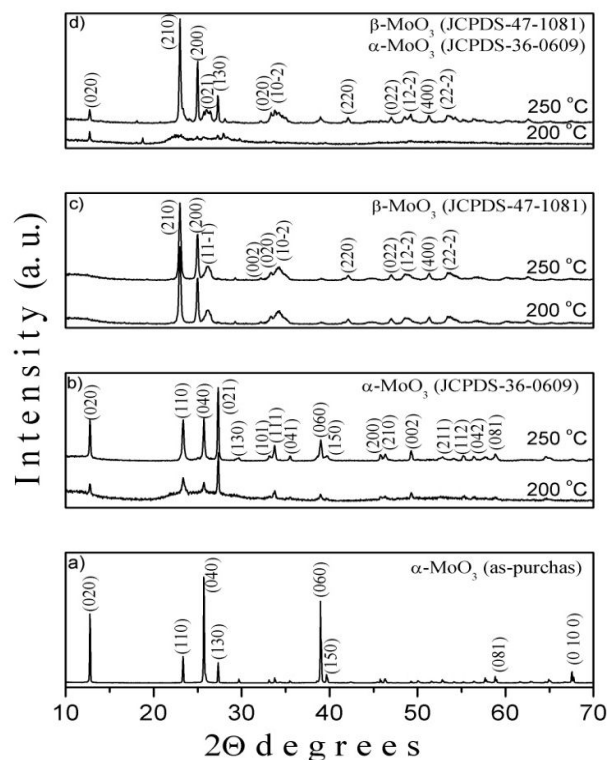 d)
β-MoO3 (JCPDS-47-1081)
α-MoO3 (JCPDS-36-0609)
(020)
(210)
(200)
(021)
(130)
(020)
(10-2)
(220)
(022)
(12-2)
(400)
(22-2)
250 °C
200 °C
c)
β-MoO3 (JCPDS-47-1081)
(210)
(200)
(11-1)
(002)
(020)
(10-2)
(220)
(022)
(12-2)
(400)
(22-2)
250 °C
200 °C
b)
α-MoO3 (JCPDS-36-0609)
(020)
(110)
(040)
(021)
(130)
(101)
(111)
(041)
(060)
(150)
(200)
(210)
(002)
(211)
(112)
(042)
(081)
250 °C
200 °C
a)
α-MoO3 (as-purchas)
(020)
(110)
(040)
(130)
(060)
(150)
(081)
(0 10 0)
10 20 30 40 50 60 70
2Θ degrees
Intensity (a. u.)